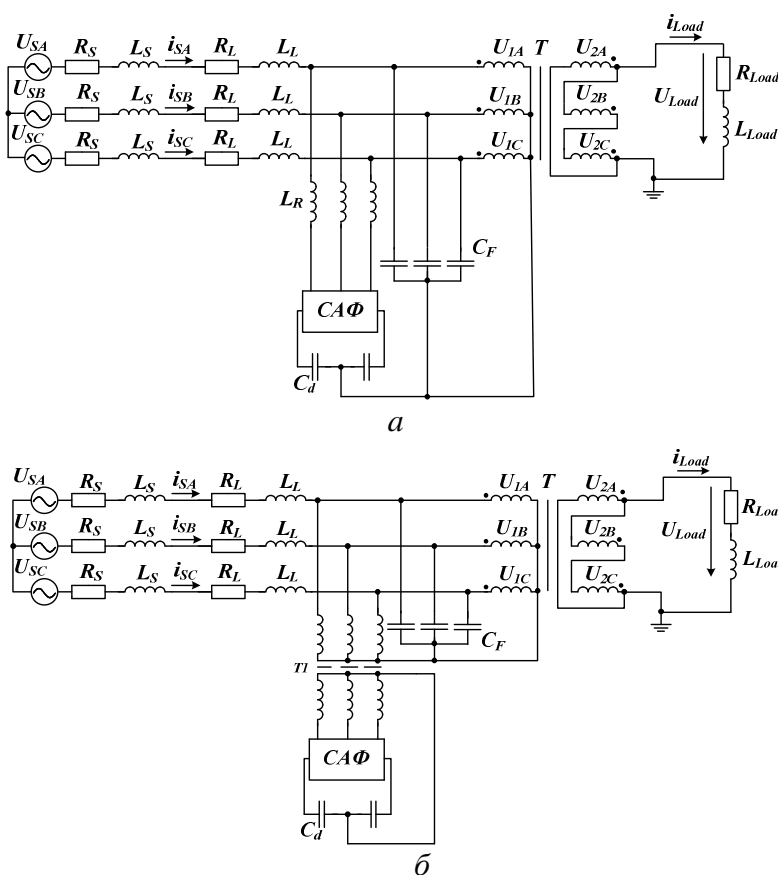 U_SA R_S L_S i_SA R_L L_L U_1A T U_2A i_Load
U_SB R_S L_S i_SB R_L L_L U_1B U_2B U_Load R_Load
U_SC R_S L_S i_SC R_L L_L U_1C U_2C L_Load
L_R
C_F
САФ
C_d
а
U_SA R_S L_S i_SA R_L L_L U_1A T U_2A i_Load
U_SB R_S L_S i_SB R_L L_L U_1B U_2B U_Load R_Loa
U_SC R_S L_S i_SC R_L L_L U_1C U_2C L_Loa
C_F
T1
САФ
C_d
б